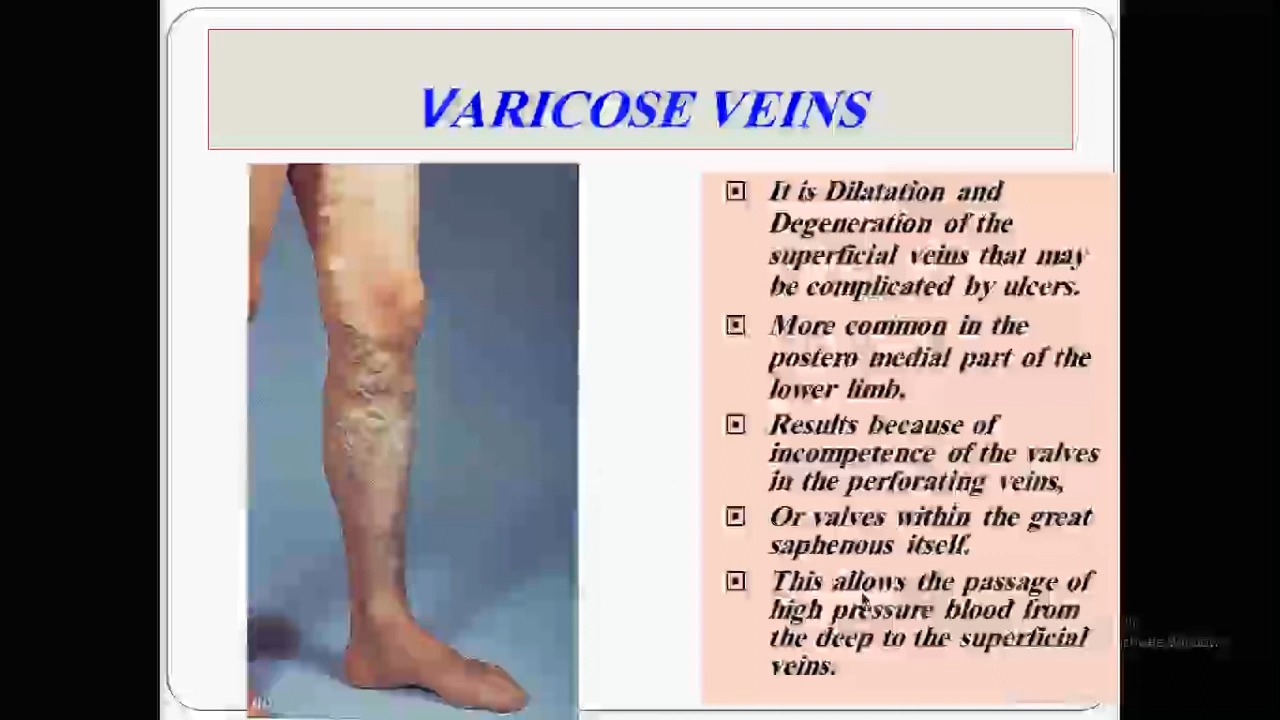 VARICOSE VEINS
It is Dilatation and
Degeneration of the
superficial veins that may
be complicated by ulcers.
More common in the
postero medial part of the
lower limb.
Results because of
incompetence of the valves
in the perforating veins,
Or valves within the great
saphenous itself.
This allows the passage of
high pressure blood from
the deep to the superficial
veins.